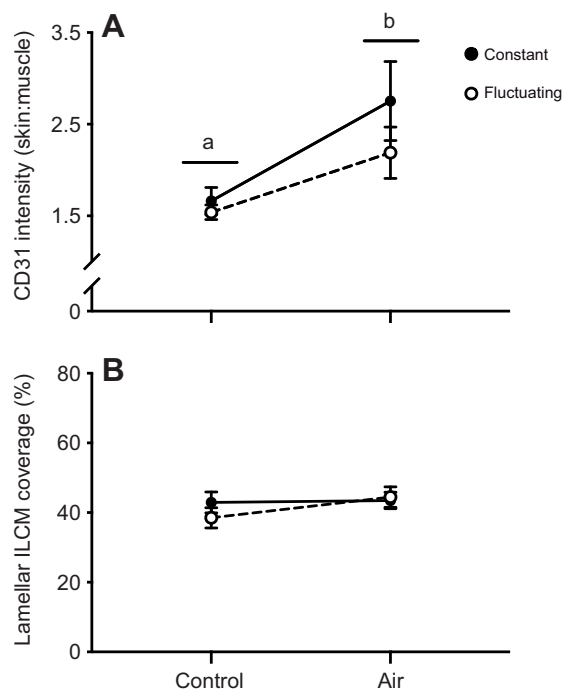 A
3.5
b
Constant
Fluctuating
CD31 intensity (skin:muscle)
2.5
a
1.5
0
B
80
Lamellar ILCM coverage (%)
60
40
20
0
Control
Air